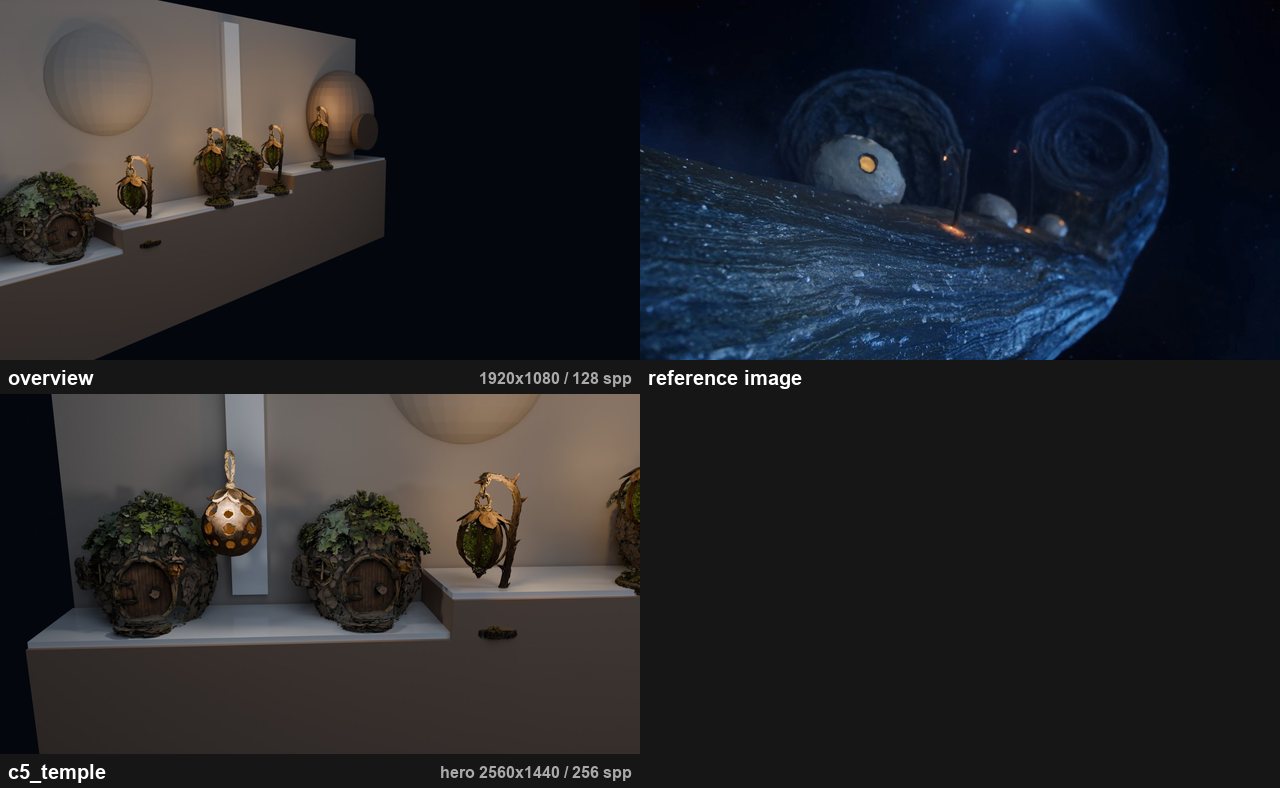 overview
1920x1080 / 128 spp
reference image
c5_temple
hero 2560x1440 / 256 spp